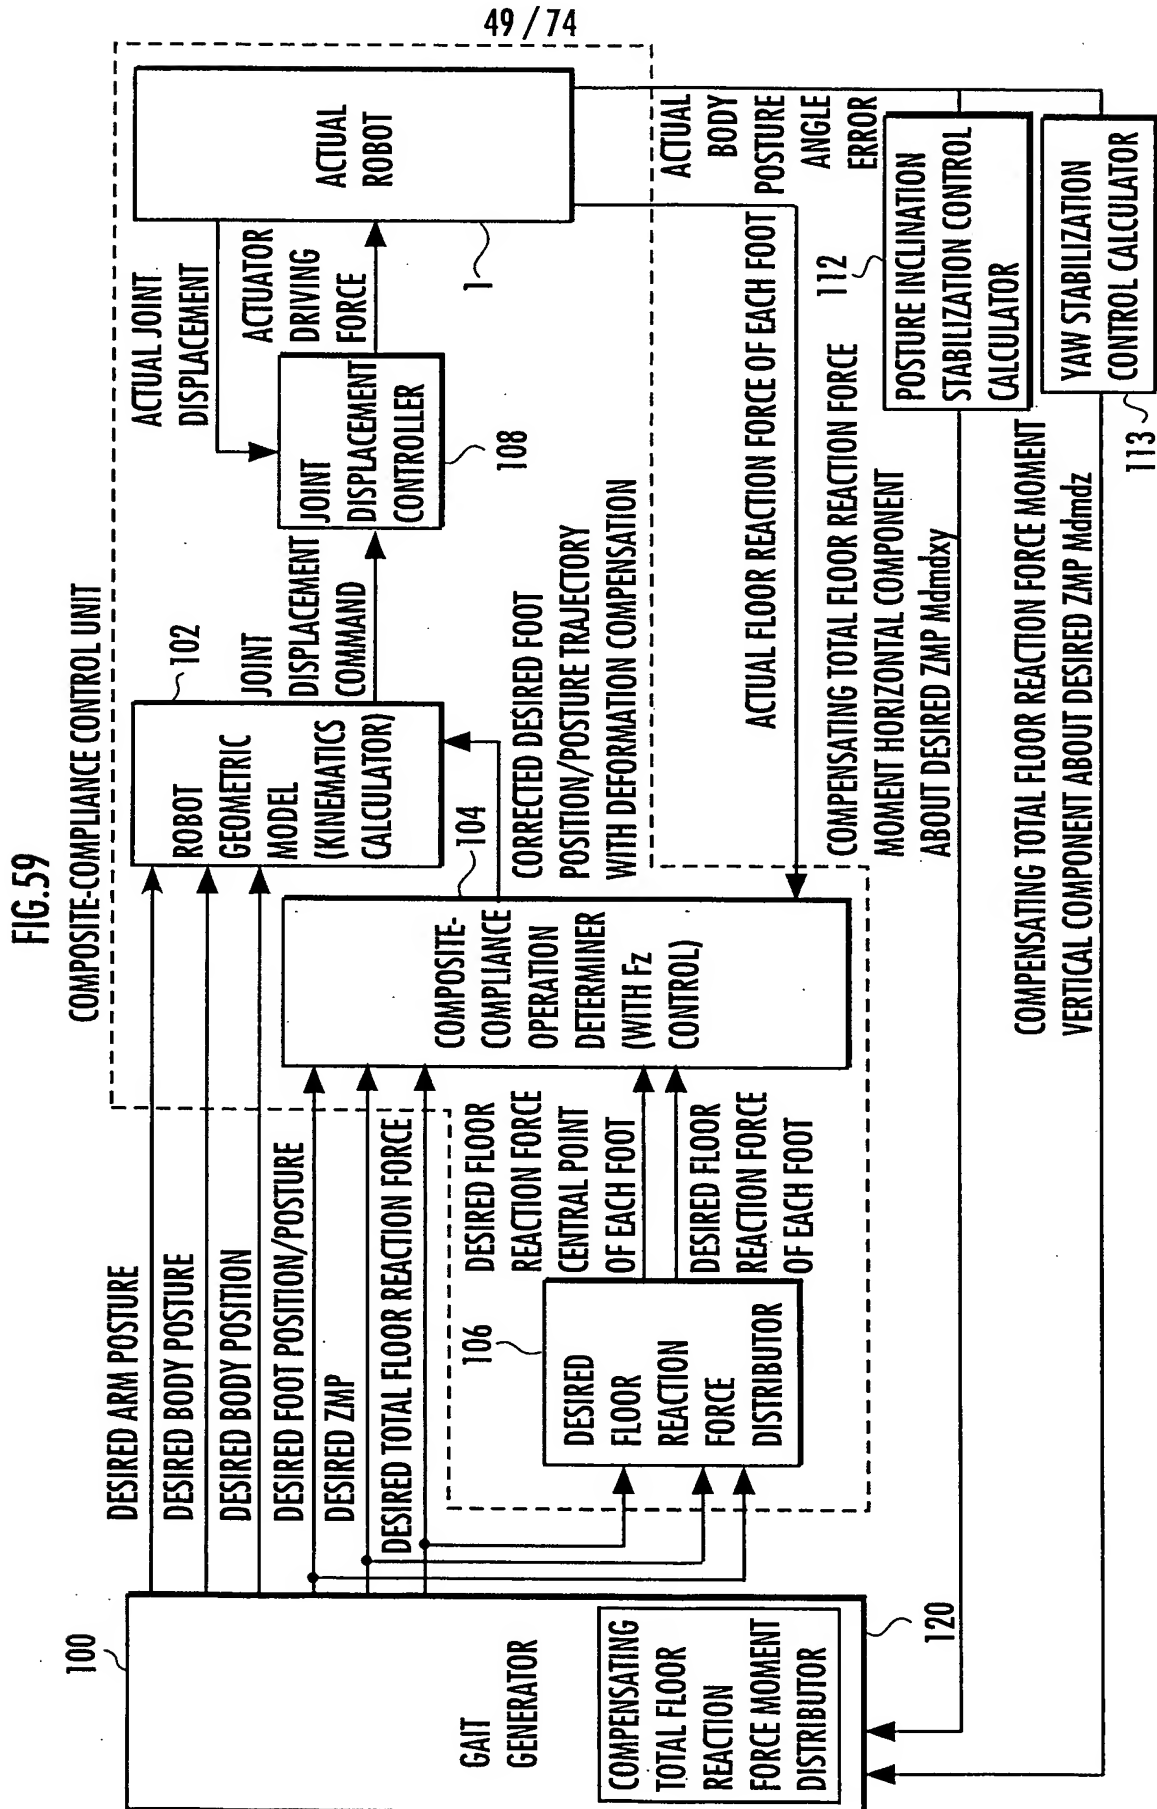 49 / 74
FIG.59
COMPOSITE-COMPLIANCE CONTROL UNIT
100
GAIT
GENERATOR
COMPENSATING
TOTAL FLOOR
REACTION
FORCE MOMENT
DISTRIBUTOR
120
DESIRED ARM POSTURE
DESIRED BODY POSTURE
DESIRED BODY POSITION
DESIRED FOOT POSITION/POSTURE
DESIRED ZMP
DESIRED TOTAL FLOOR REACTION FORCE
106
DESIRED
FLOOR
REACTION
FORCE
DISTRIBUTOR
DESIRED FLOOR
REACTION FORCE
CENTRAL POINT
OF EACH FOOT
DESIRED FLOOR
REACTION FORCE
OF EACH FOOT
102
ROBOT
GEOMETRIC
MODEL
(KINEMATICS
CALCULATOR)
104
COMPOSITE-
COMPLIANCE
OPERATION
DETERMINER
(WITH Fz
CONTROL)
CORRECTED DESIRED FOOT
POSITION/POSTURE TRAJECTORY
WITH DEFORMATION COMPENSATION
JOINT
DISPLACEMENT
COMMAND
JOINT
DISPLACEMENT
CONTROLLER
108
ACTUAL JOINT
DISPLACEMENT
ACTUATOR
DRIVING
FORCE
ACTUAL
ROBOT
1
ACTUAL FLOOR REACTION FORCE OF EACH FOOT
ACTUAL
BODY
POSTURE
ANGLE
ERROR
112
POSTURE INCLINATION
STABILIZATION CONTROL
CALCULATOR
COMPENSATING TOTAL FLOOR REACTION FORCE
MOMENT HORIZONTAL COMPONENT
ABOUT DESIRED ZMP Mdmdxy
YAW STABILIZATION
CONTROL CALCULATOR
113
COMPENSATING TOTAL FLOOR REACTION FORCE MOMENT
VERTICAL COMPONENT ABOUT DESIRED ZMP Mdmdz